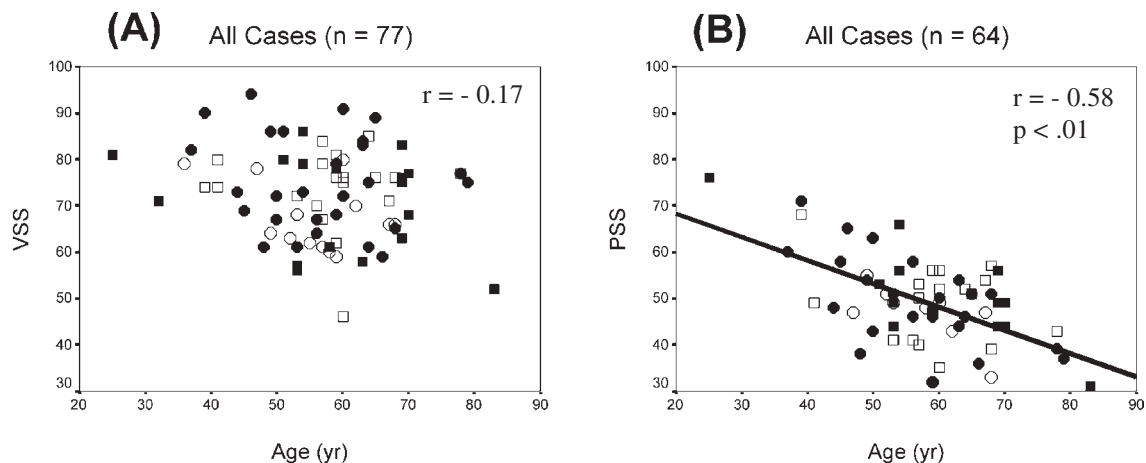 (A) All Cases (n = 77)
r = - 0.17
VSS
100
90
80
70
60
50
40
30
20 30 40 50 60 70 80 90
Age (yr)
(B) All Cases (n = 64)
r = - 0.58
p < .01
PSS
100
90
80
70
60
50
40
30
20 30 40 50 60 70 80 90
Age (yr)